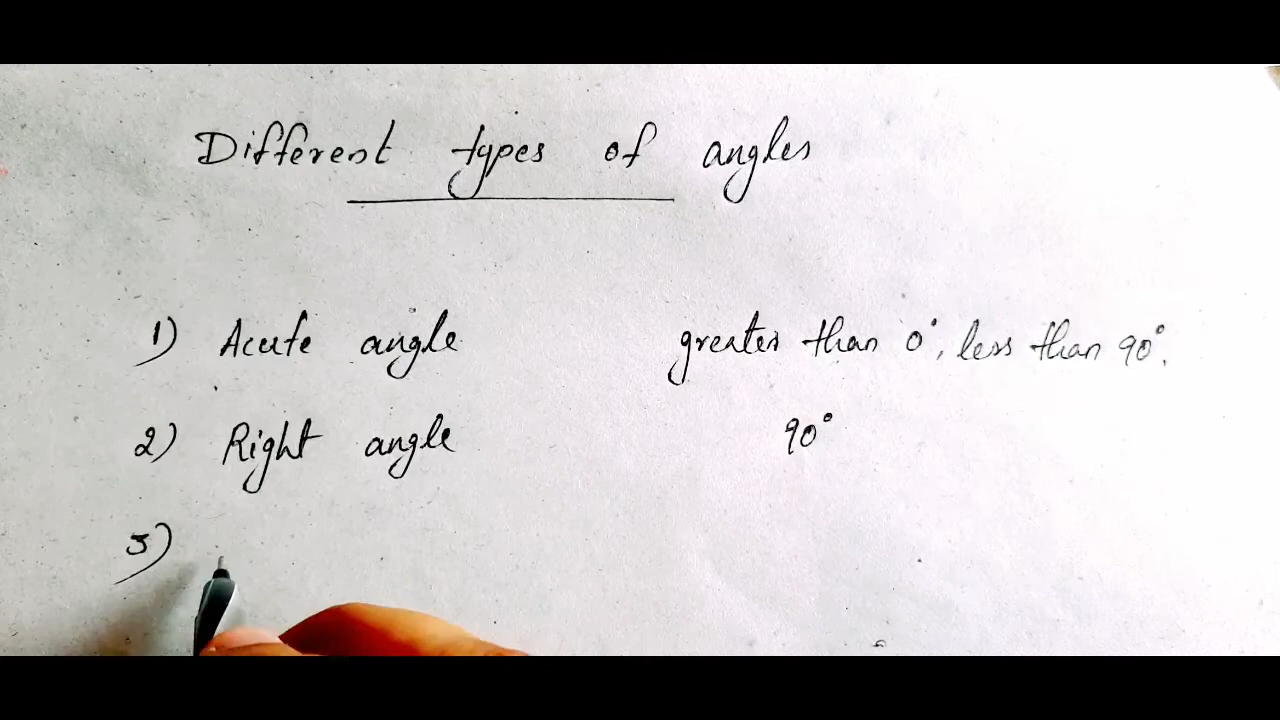 Different types of angles
1) Acute angle greater than 0°, less than 90°.
2) Right angle 90°
3)